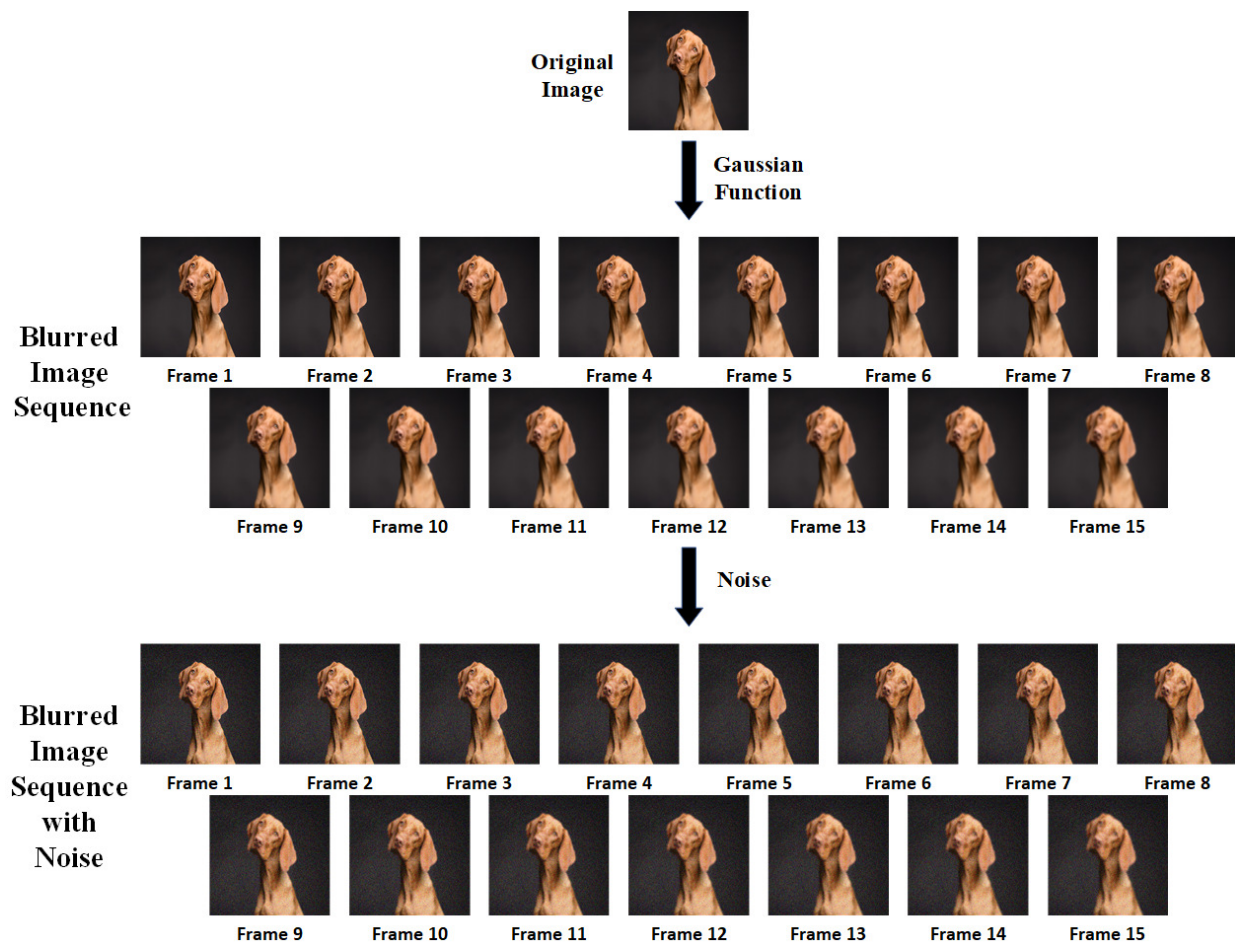 Original
Image
Gaussian
Function
Blurred
Image
Sequence
Frame 1 Frame 2 Frame 3 Frame 4 Frame 5 Frame 6 Frame 7 Frame 8
Frame 9 Frame 10 Frame 11 Frame 12 Frame 13 Frame 14 Frame 15
Noise
Blurred
Image
Sequence
with
Noise
Frame 1 Frame 2 Frame 3 Frame 4 Frame 5 Frame 6 Frame 7 Frame 8
Frame 9 Frame 10 Frame 11 Frame 12 Frame 13 Frame 14 Frame 15